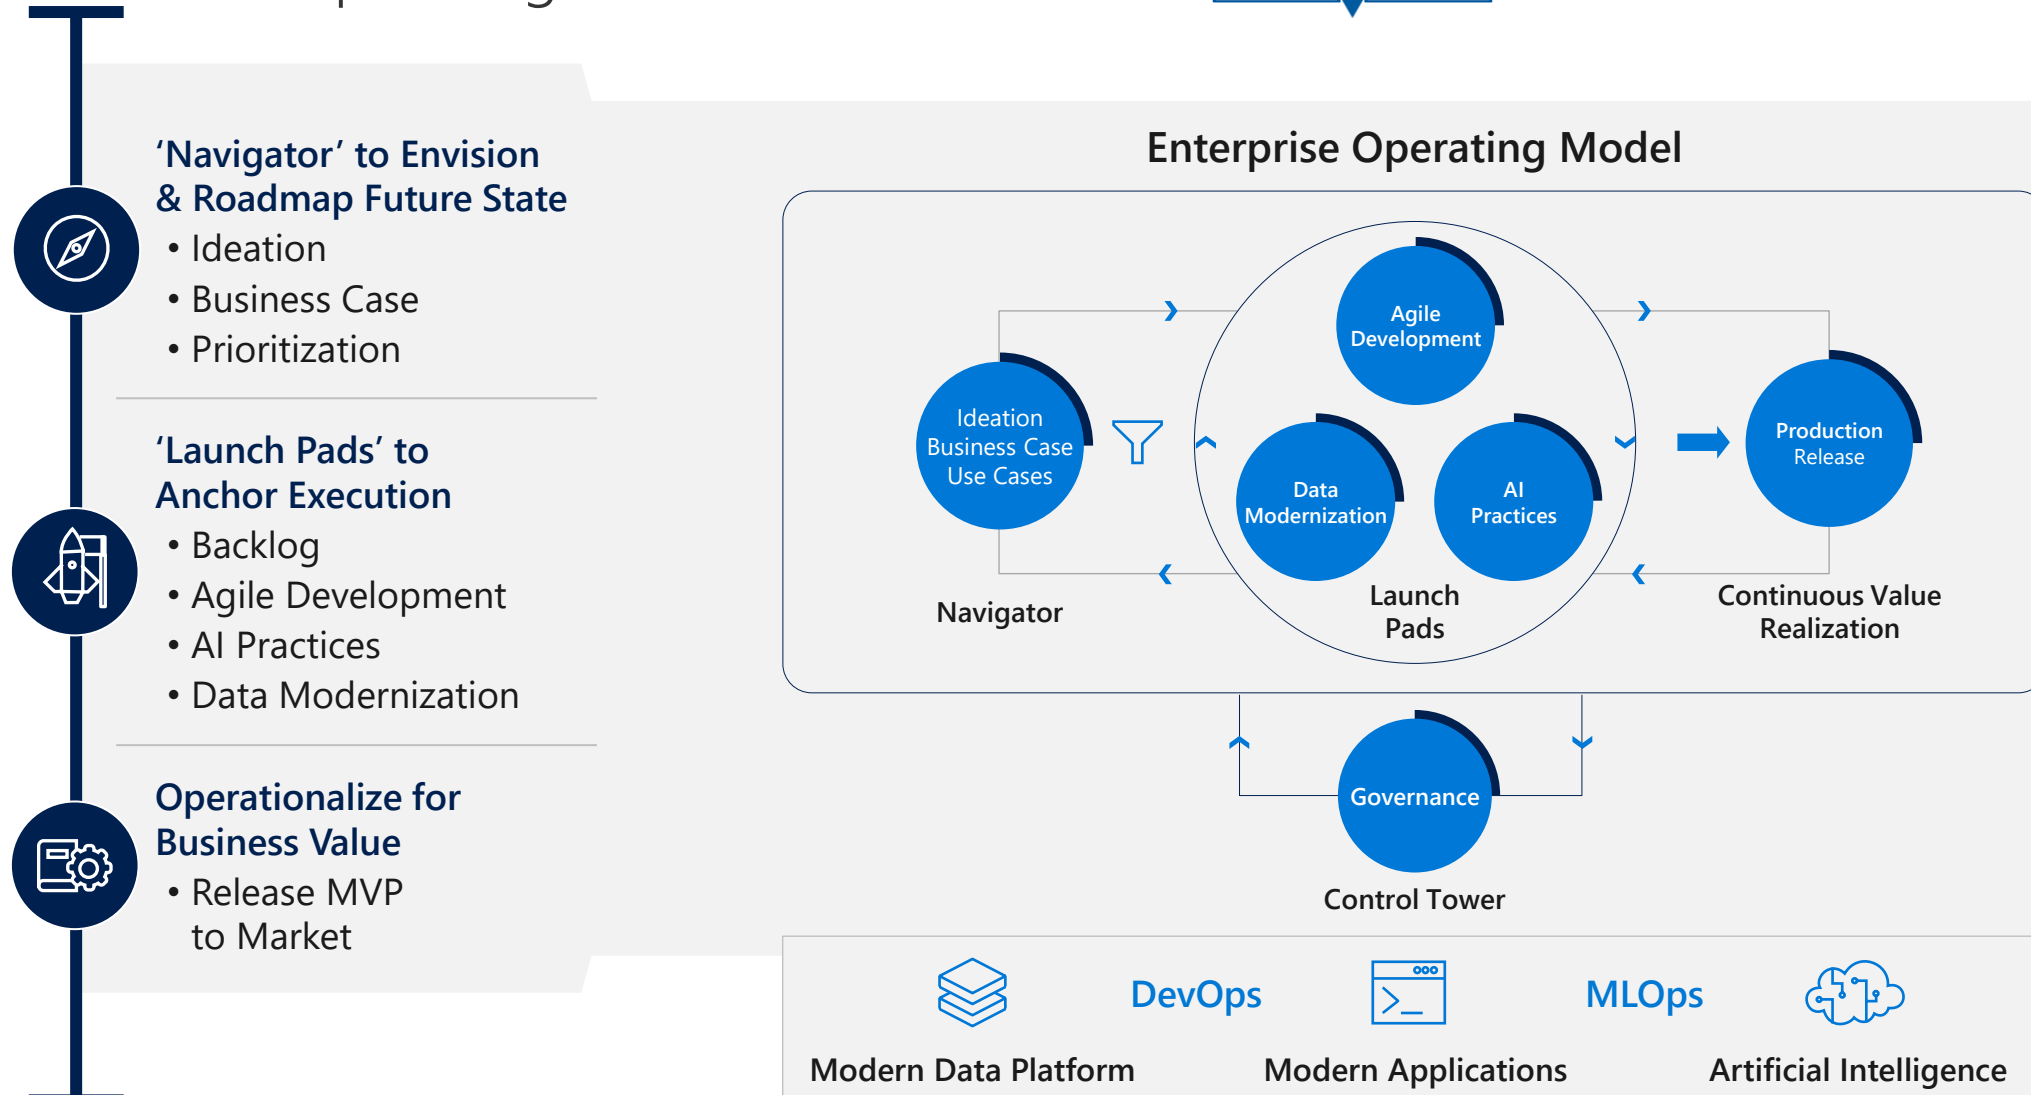 ‘Navigator’ to Envision
& Roadmap Future State
• Ideation
• Business Case
• Prioritization
‘Launch Pads’ to
Anchor Execution
• Backlog
• Agile Development
• AI Practices
• Data Modernization
Operationalize for
Business Value
• Release MVP
to Market
Enterprise Operating Model
Agile
Development
Ideation
Business Case
Use Cases
Data
Modernization
AI
Practices
Production
Release
Navigator
Launch
Pads
Continuous Value
Realization
Governance
Control Tower
DevOps
MLOps
Modern Data Platform
Modern Applications
Artificial Intelligence